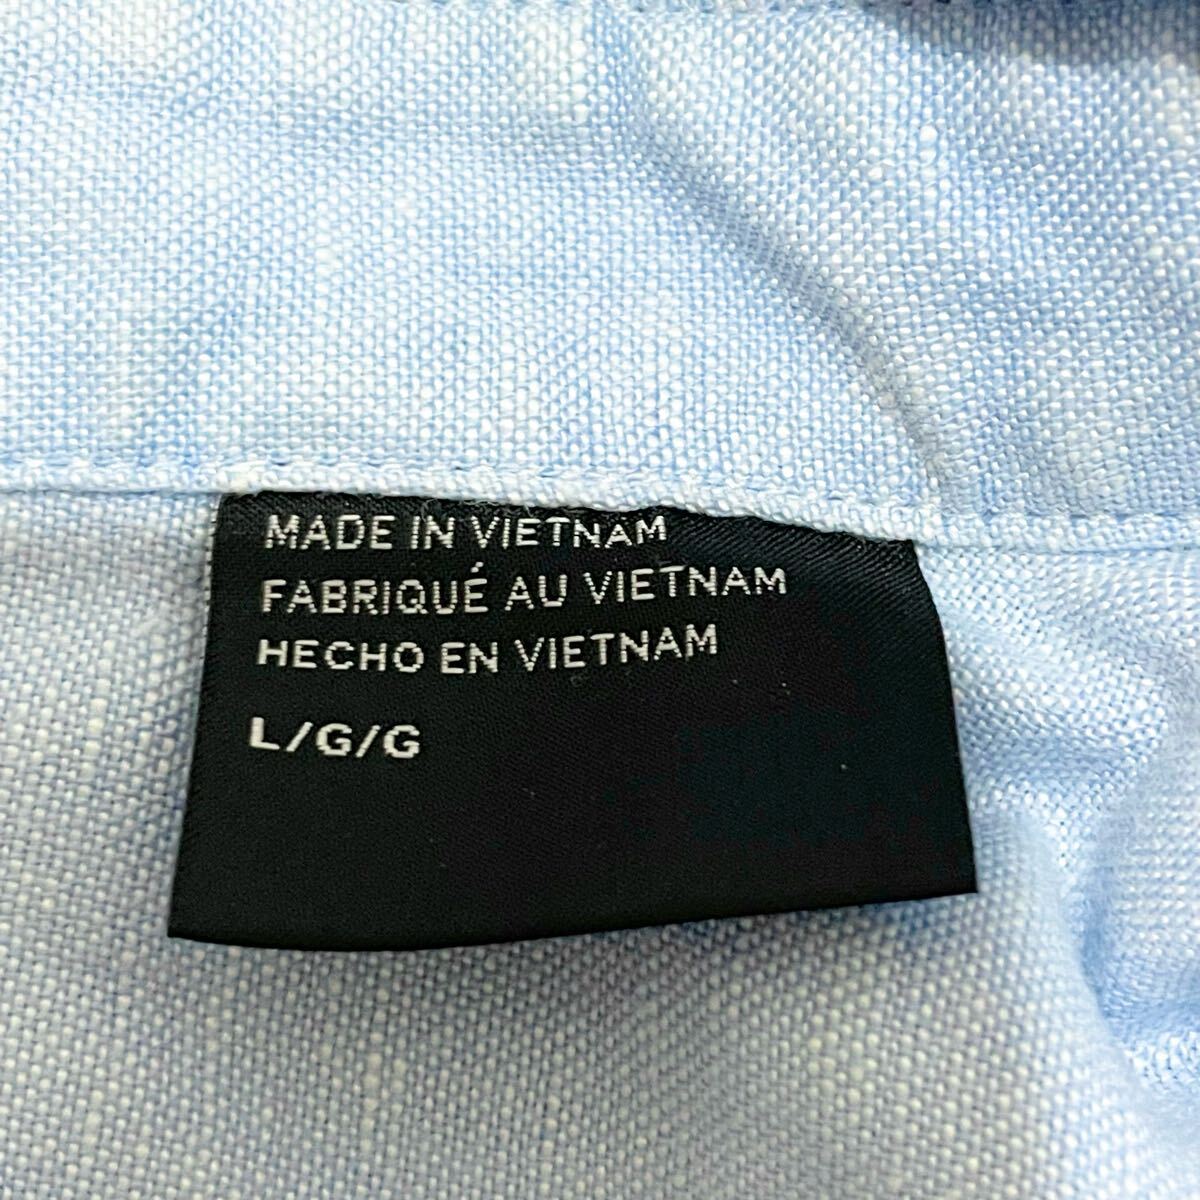 MADE IN VIETNAM
FABRIQUÉ AU VIETNAM
HECHO EN VIETNAM
L/G/G